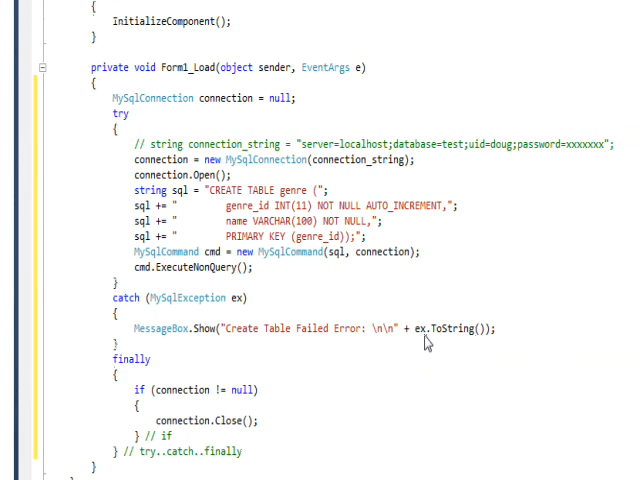 {
InitializeComponent();
}
private void Form1_Load(object sender, EventArgs e)
{
MySqlConnection connection = null;
try
{
// string connection_string = "server=localhost;database=test;uid=doug;password=xxxxxxx";
connection = new MySqlConnection(connection_string);
connection.Open();
string sql = "CREATE TABLE genre (";
sql += "        genre_id INT(11) NOT NULL AUTO_INCREMENT,";
sql += "        name VARCHAR(100) NOT NULL,";
sql += "        PRIMARY KEY (genre_id));";
MySqlCommand cmd = new MySqlCommand(sql, connection);
cmd.ExecuteNonQuery();
}
catch (MySqlException ex)
{
MessageBox.Show("Create Table Failed Error: \n\n" + ex.ToString());
}
finally
{
if (connection != null)
{
connection.Close();
} // if
} // try..catch..finally
}